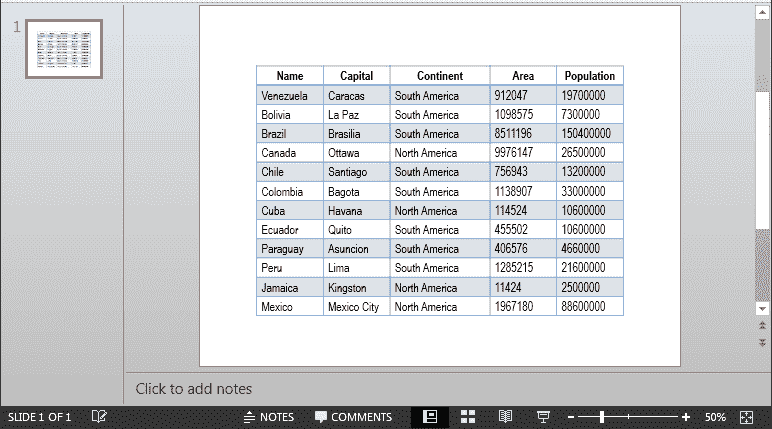 1
Name Capital Continent Area Population
Venezuela Caracas South America 912047 19700000
Bolivia La Paz South America 1098575 7300000
Brazil Brasilia South America 8511196 150400000
Canada Ottawa North America 9976147 26500000
Chile Santiago South America 756943 13200000
Colombia Bagota South America 1138907 33000000
Cuba Havana North America 114524 10600000
Ecuador Quito South America 455502 10600000
Paraguay Asuncion South America 406576 4660000
Peru Lima South America 1285215 21600000
Jamaica Kingston North America 11424 2500000
Mexico Mexico City North America 1967180 88600000
Click to add notes
SLIDE 1 OF 1 NOTES COMMENTS 50%